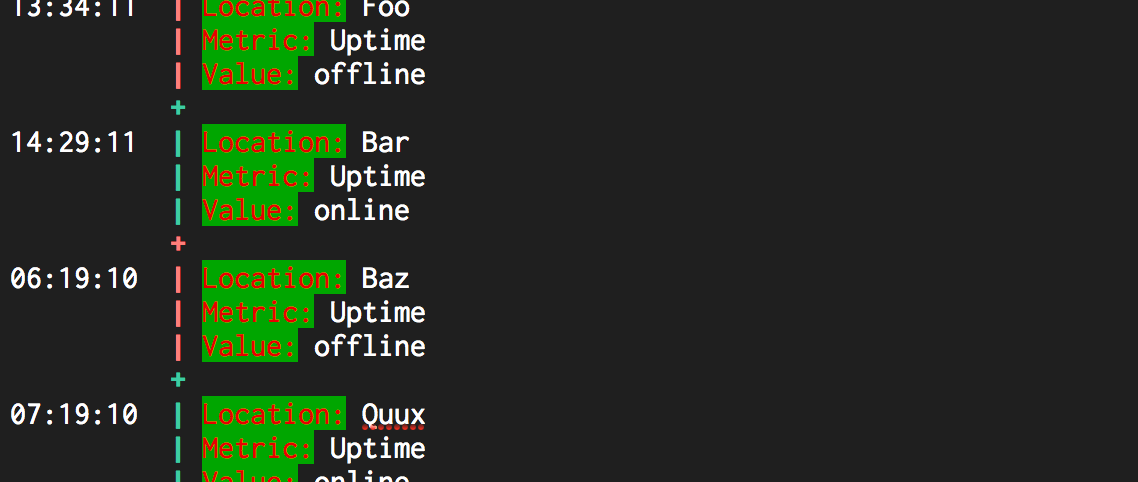 13:34:11 | Location: Foo
| Metric: Uptime
| Value: offline
+
14:29:11 | Location: Bar
| Metric: Uptime
| Value: online
+
06:19:10 | Location: Baz
| Metric: Uptime
| Value: offline
+
07:19:10 | Location: Quux
| Metric: Uptime
| Value: online